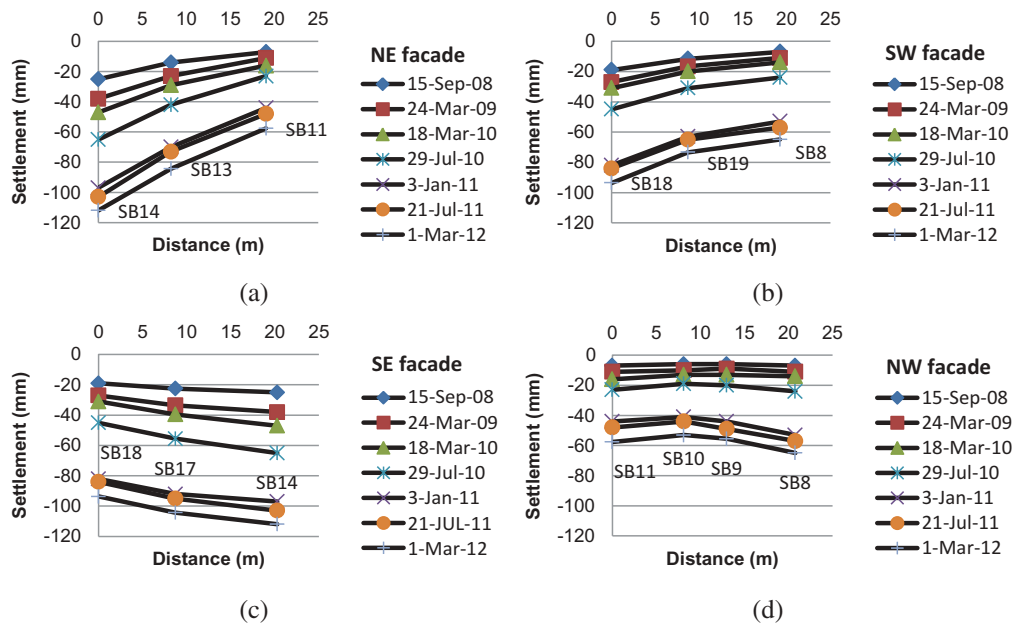 0 5 10 15 20 25
0
-20
-40
-60
-80
-100
-120
Settlement (mm)
SB11
SB13
SB14
Distance (m)
NE facade
15-Sep-08
24-Mar-09
18-Mar-10
29-Jul-10
3-Jan-11
21-Jul-11
1-Mar-12
(a)
0 5 10 15 20 25
0
-20
-40
-60
-80
-100
-120
Settlement (mm)
SB18
SB19
SB8
Distance (m)
SW facade
15-Sep-08
24-Mar-09
18-Mar-10
29-Jul-10
3-Jan-11
21-Jul-11
1-Mar-12
(b)
0 5 10 15 20 25
0
-20
-40
-60
-80
-100
-120
Settlement (mm)
SB18
SB17
SB14
Distance (m)
SE facade
15-Sep-08
24-Mar-09
18-Mar-10
29-Jul-10
3-Jan-11
21-JUL-11
1-Mar-12
(c)
0 5 10 15 20 25
0
-20
-40
-60
-80
-100
-120
Settlement (mm)
SB11
SB10
SB9
SB8
Distance (m)
NW facade
15-Sep-08
24-Mar-09
18-Mar-10
29-Jul-10
3-Jan-11
21-Jul-11
1-Mar-12
(d)